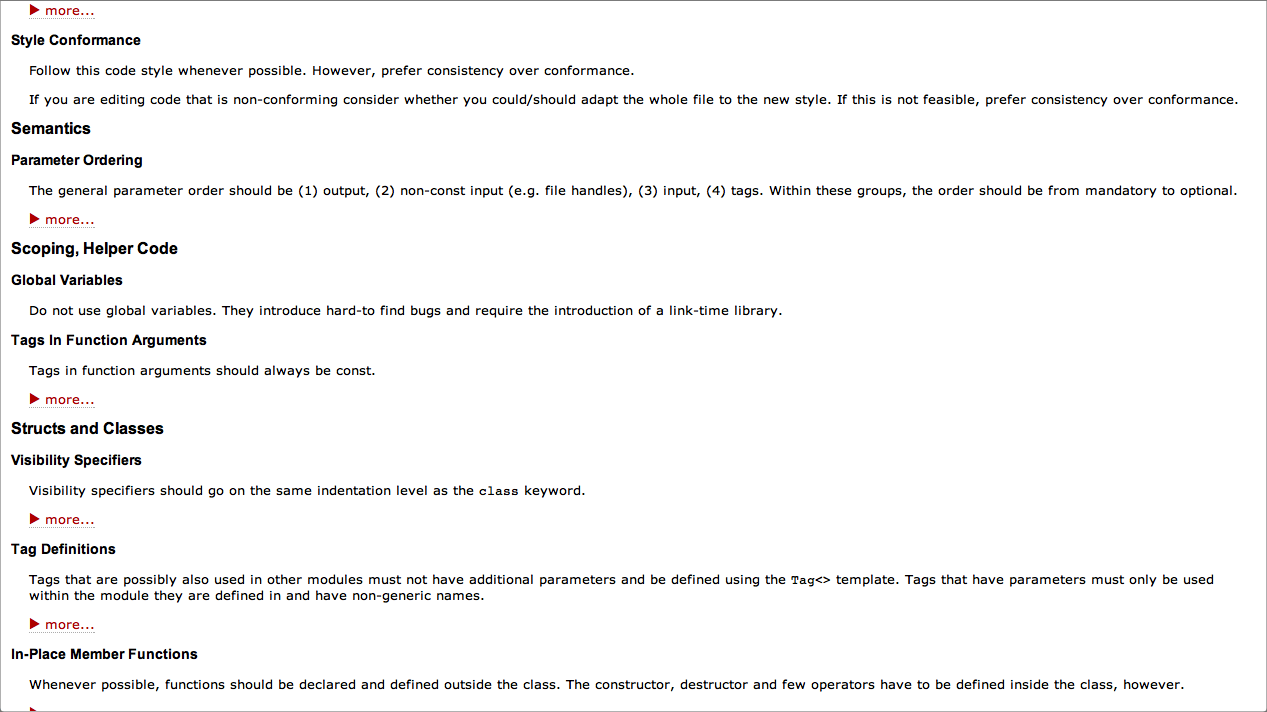 ▶ more...
Style Conformance
Follow this code style whenever possible. However, prefer consistency over conformance.
If you are editing code that is non-conforming consider whether you could/should adapt the whole file to the new style. If this is not feasible, prefer consistency over conformance.
Semantics
Parameter Ordering
The general parameter order should be (1) output, (2) non-const input (e.g. file handles), (3) input, (4) tags. Within these groups, the order should be from mandatory to optional.
▶ more...
Scoping, Helper Code
Global Variables
Do not use global variables. They introduce hard-to find bugs and require the introduction of a link-time library.
Tags In Function Arguments
Tags in function arguments should always be const.
▶ more...
Structs and Classes
Visibility Specifiers
Visibility specifiers should go on the same indentation level as the class keyword.
▶ more...
Tag Definitions
Tags that are possibly also used in other modules must not have additional parameters and be defined using the Tag<> template. Tags that have parameters must only be used
within the module they are defined in and have non-generic names.
▶ more...
In-Place Member Functions
Whenever possible, functions should be declared and defined outside the class. The constructor, destructor and few operators have to be defined inside the class, however.